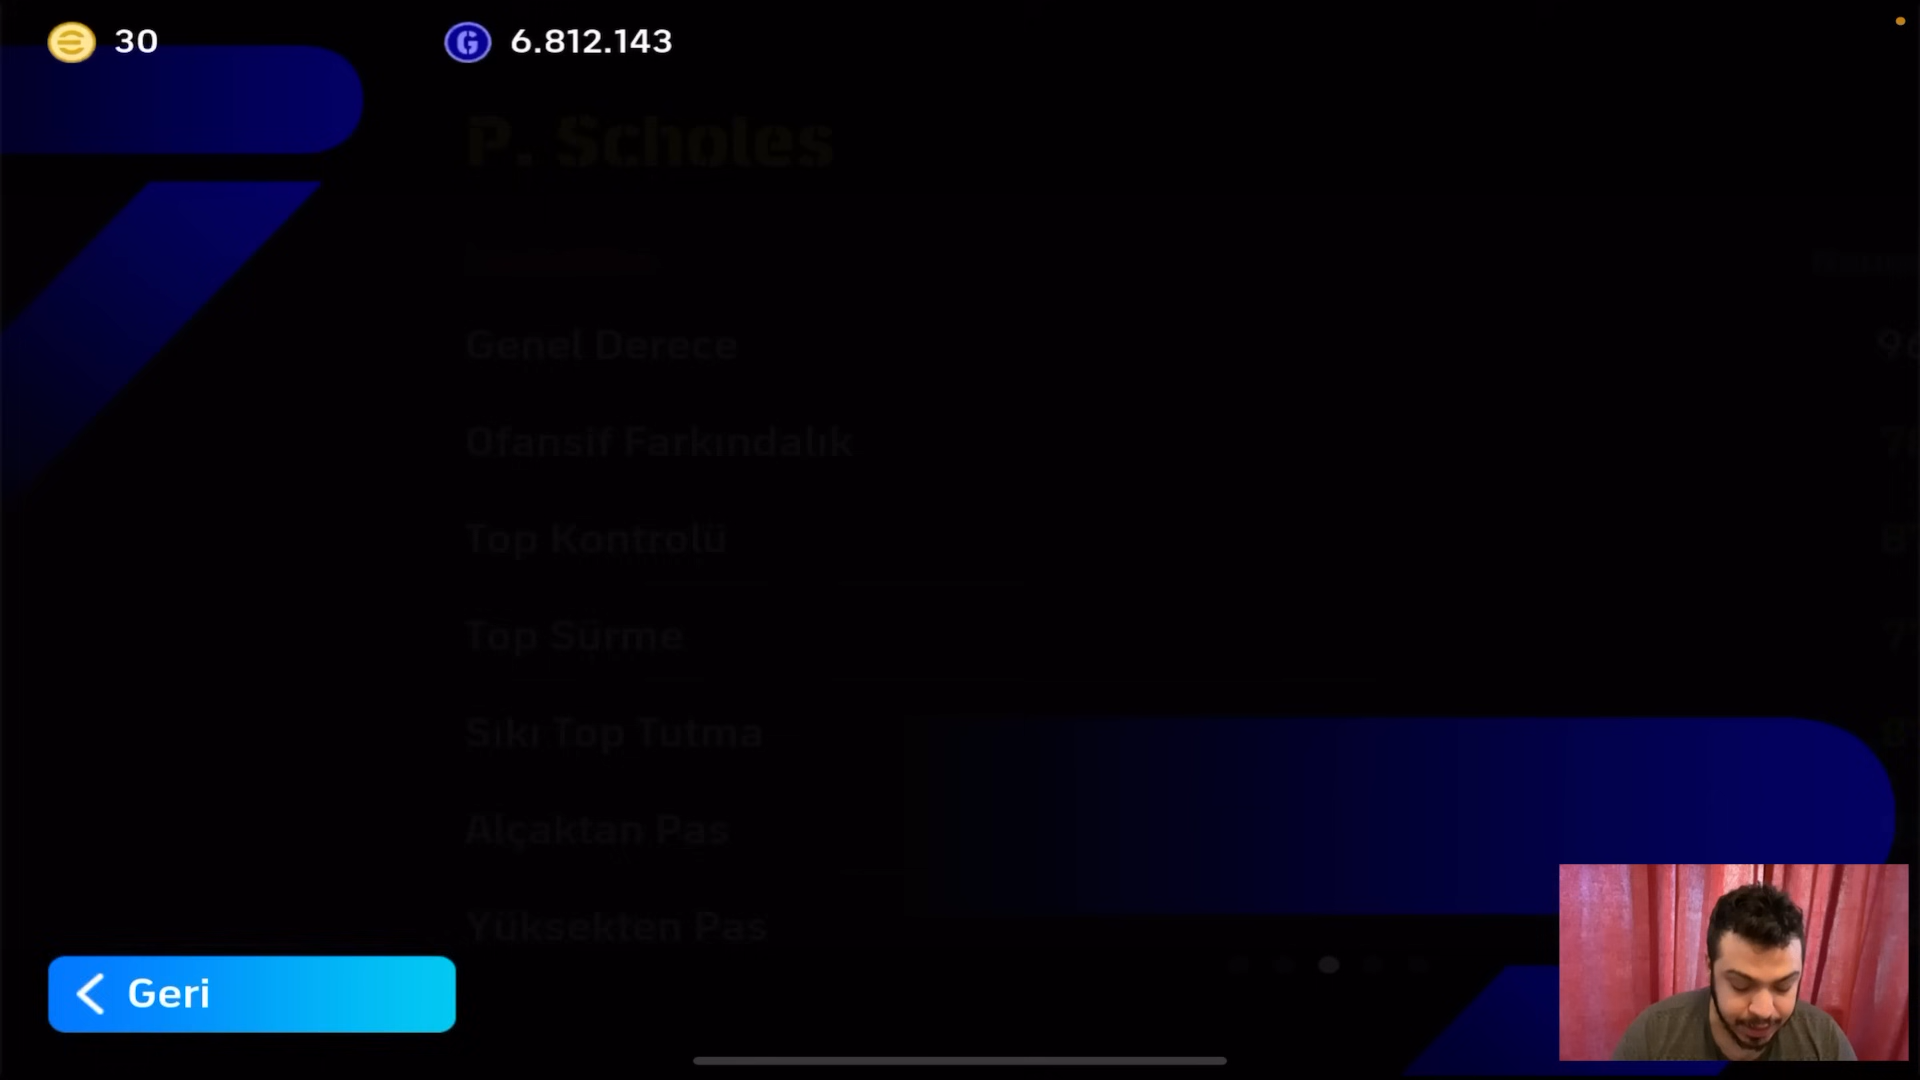 30
6.812.143
P. Scholes
Genel Derece
Ofansif Farkındalık
Top Kontrolü
Top Sürme
Sıkı Top Tutma
Alçaktan Pas
Yüksekten Pas
Geri